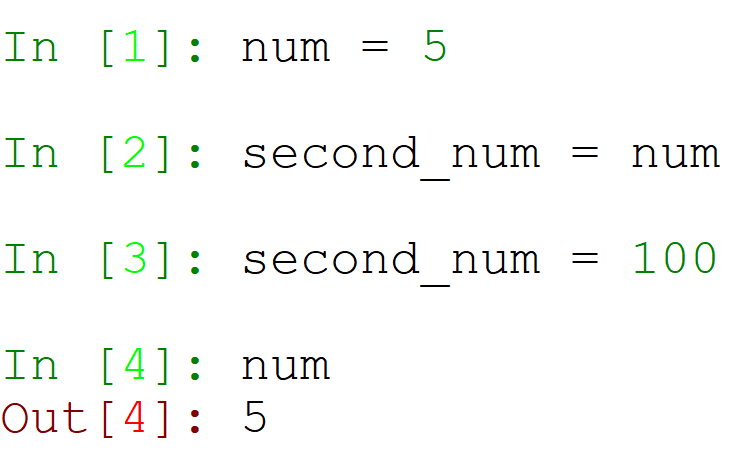 In [1]: num = 5
In [2]: second_num = num
In [3]: second_num = 100
In [4]: num
Out[4]: 5